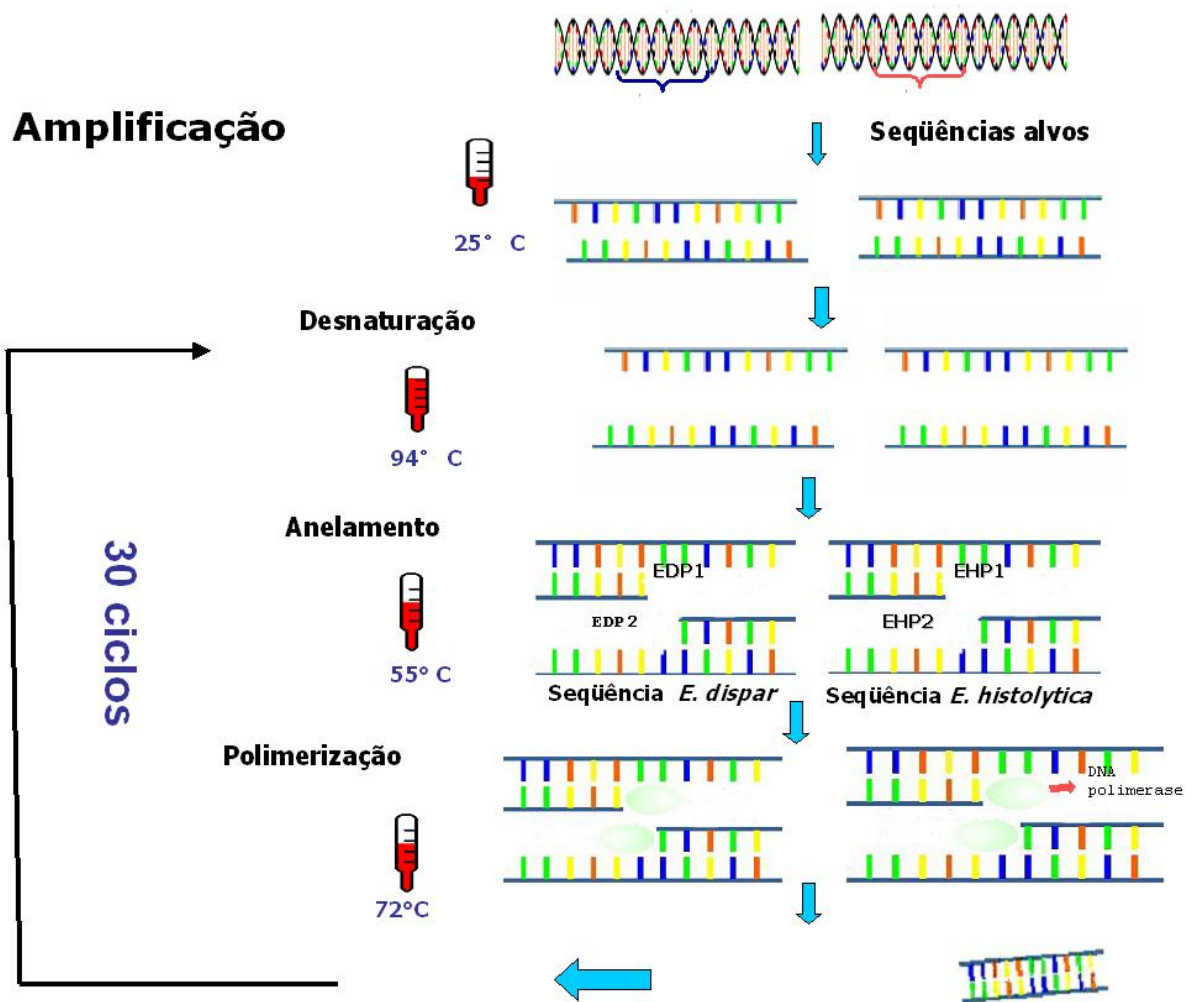 Amplificação
Seqüências alvos
25° C
Desnaturação
94° C
Anelamento
EDP1
EHP1
EDP 2
EHP2
55° C
Seqüência E. dispar
Seqüência E. histolytica
30 ciclos
Polimerização
DNA
polimerase
72°C